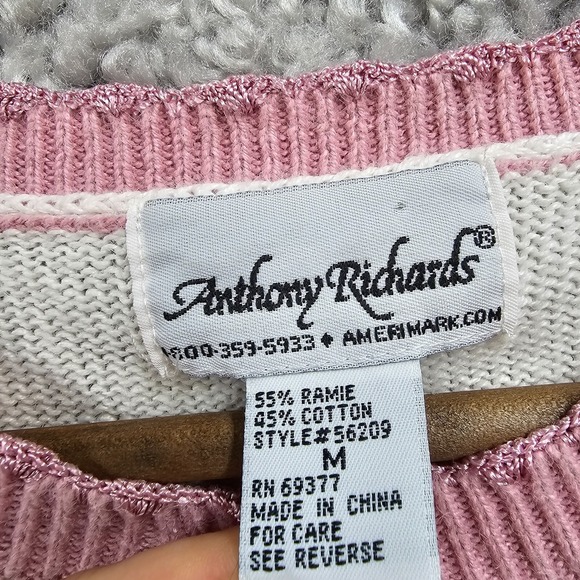 Anthony Richards®
1-800-359-5933 ♦ AMERIMARK.COM
55% RAMIE
45% COTTON
STYLE# 56209
M
RN 69377
MADE IN CHINA
FOR CARE
SEE REVERSE